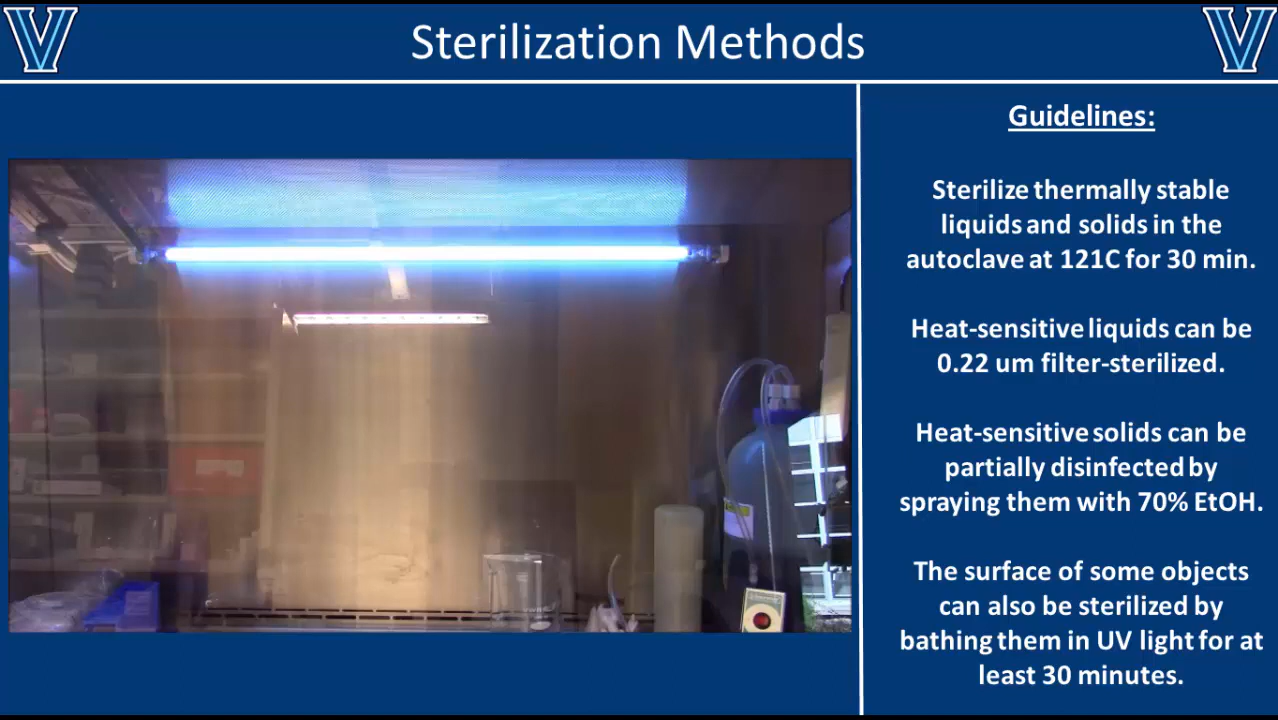 Sterilization Methods
Guidelines:
Sterilize thermally stable
liquids and solids in the
autoclave at 121C for 30 min.
Heat-sensitive liquids can be
0.22 um filter-sterilized.
Heat-sensitive solids can be
partially disinfected by
spraying them with 70% EtOH.
The surface of some objects
can also be sterilized by
bathing them in UV light for at
least 30 minutes.